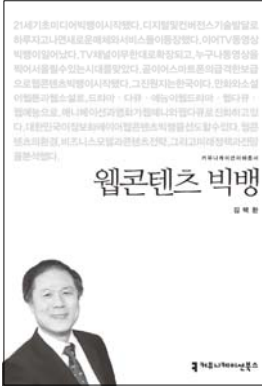 21세기초미디어빅뱅이시작됐다.디지털및컨버전스기술발달로
하루자고나면새로운매체와서비스들이등장했다.이어TV동영상
빅뱅이일어났다.TV채널이무한대로확장되고,누구나동영상을
찍어서올릴수있는시대를맞았다.곧이어스마트폰의급격한보급
으로웹콘텐츠빅뱅이시작됐다.그진원지는한국이다.만화와소설
이웹툰과웹소설로,드라마·다큐·예능이웹드라마·웹다큐·
웹예능으로,애니메이션과영화가웹애니와웹다큐로진화하고있
다.대한민국이정보화에이어웹콘텐츠빅뱅을선도할수있다.웹콘
텐츠의환경,비즈니스모델과콘텐츠전략,그리고미래정책과전망
을분석했다.
커뮤니케이션이해총서
웹콘텐츠 빅뱅
김택환
커뮤니케이션북스